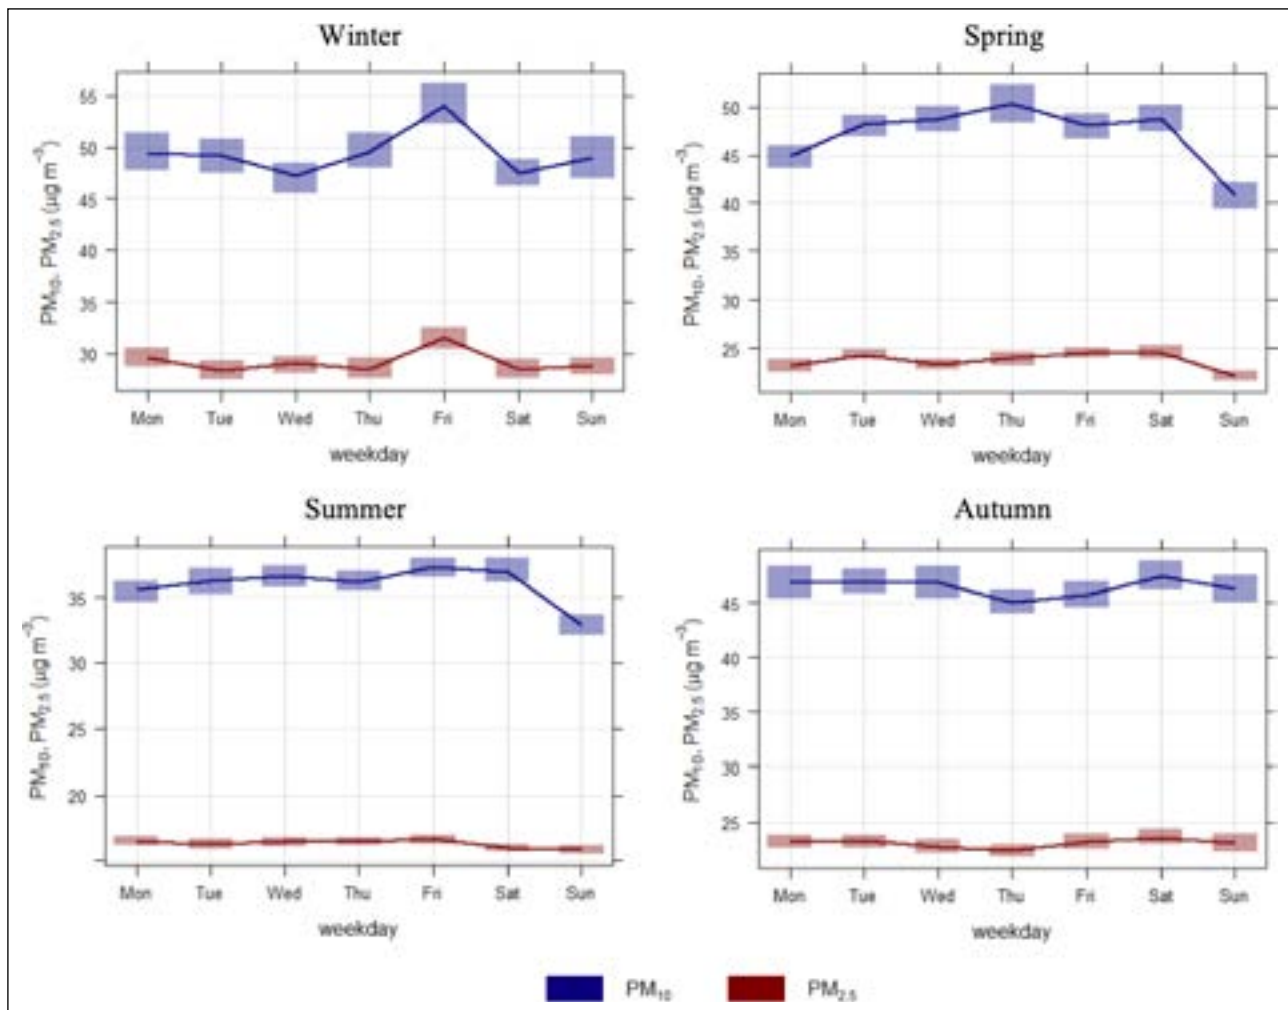 Winter
PM10, PM2.5 (µg m−3)
55
50
45
40
35
30
Mon Tue Wed Thu Fri Sat Sun
weekday
Spring
PM10, PM2.5 (µg m−3)
50
45
40
35
30
25
Mon Tue Wed Thu Fri Sat Sun
weekday
Summer
PM10, PM2.5 (µg m−3)
35
30
25
20
Mon Tue Wed Thu Fri Sat Sun
weekday
Autumn
PM10, PM2.5 (µg m−3)
45
40
35
30
25
Mon Tue Wed Thu Fri Sat Sun
weekday
PM10 PM2.5